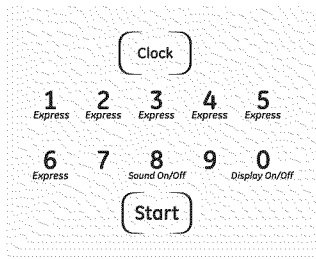 Clock
1 2 3 4 5
Express Express Express Express Express
6 7 8 9 0
Express Sound On/Off Display On/Off
Start